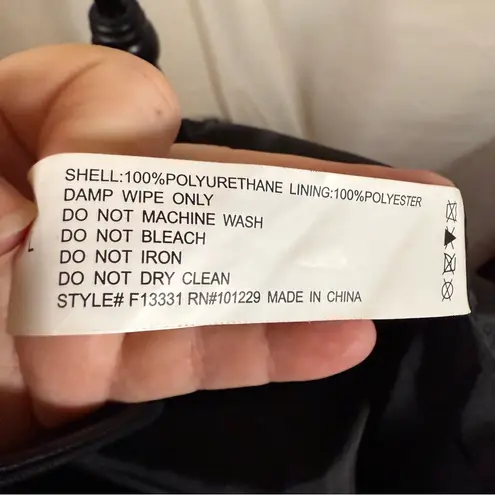 SHELL:100%POLYURETHANE LINING:100%POLYESTER
DAMP WIPE ONLY
DO NOT MACHINE WASH
DO NOT BLEACH
DO NOT IRON
DO NOT DRY CLEAN
STYLE# F13331 RN#101229 MADE IN CHINA